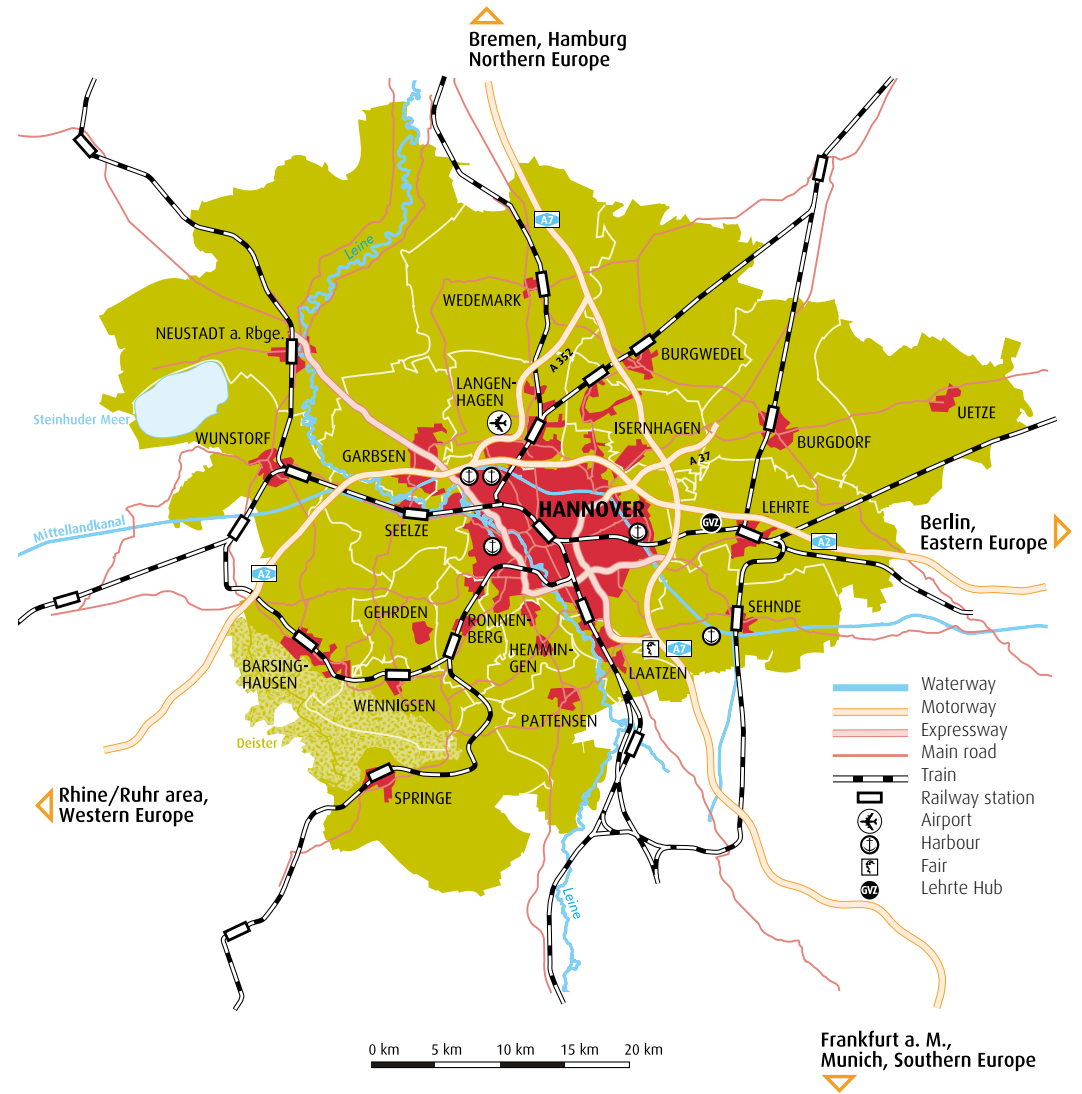 Bremen, Hamburg
Northern Europe
A7
Leine
WEDEMARK
NEUSTADT a. Rbge.
A 352
BURGWEDEL
LANGEN-
HAGEN
Steinhuder Meer
UETZE
WUNSTORF
GARBSEN
ISERNHAGEN
BURGDORF
A 37
HANNOVER
LEHRTE
GVZ
Mittellandkanal
SEELZE
A2
Berlin,
Eastern Europe
A2
GEHRDEN
RONNEN-
BERG
SEHNDE
HEMMIN-
GEN
A7
BARSING-
HAUSEN
LAATZEN
WENNIGSEN
PATTENSEN
Deister
SPRINGE
Rhine/Ruhr area,
Western Europe
Leine
Waterway
Motorway
Expressway
Main road
Train
Railway station
Airport
Harbour
Fair
GVZ Lehrte Hub
0 km 5 km 10 km 15 km 20 km
Frankfurt a. M.,
Munich, Southern Europe